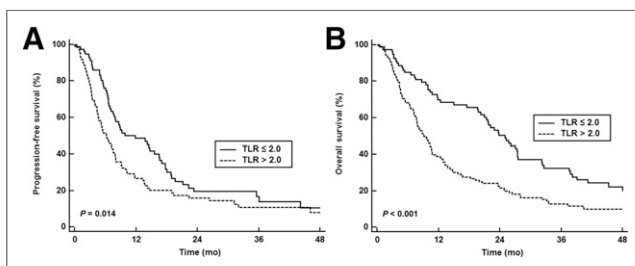 A
Progression-free survival (%)
100
80
60
40
20
0
TLR ≤ 2.0
TLR > 2.0
P = 0.014
0 12 24 36 48
Time (mo)
B
Overall survival (%)
100
80
60
40
20
0
TLR ≤ 2.0
TLR > 2.0
P < 0.001
0 12 24 36 48
Time (mo)